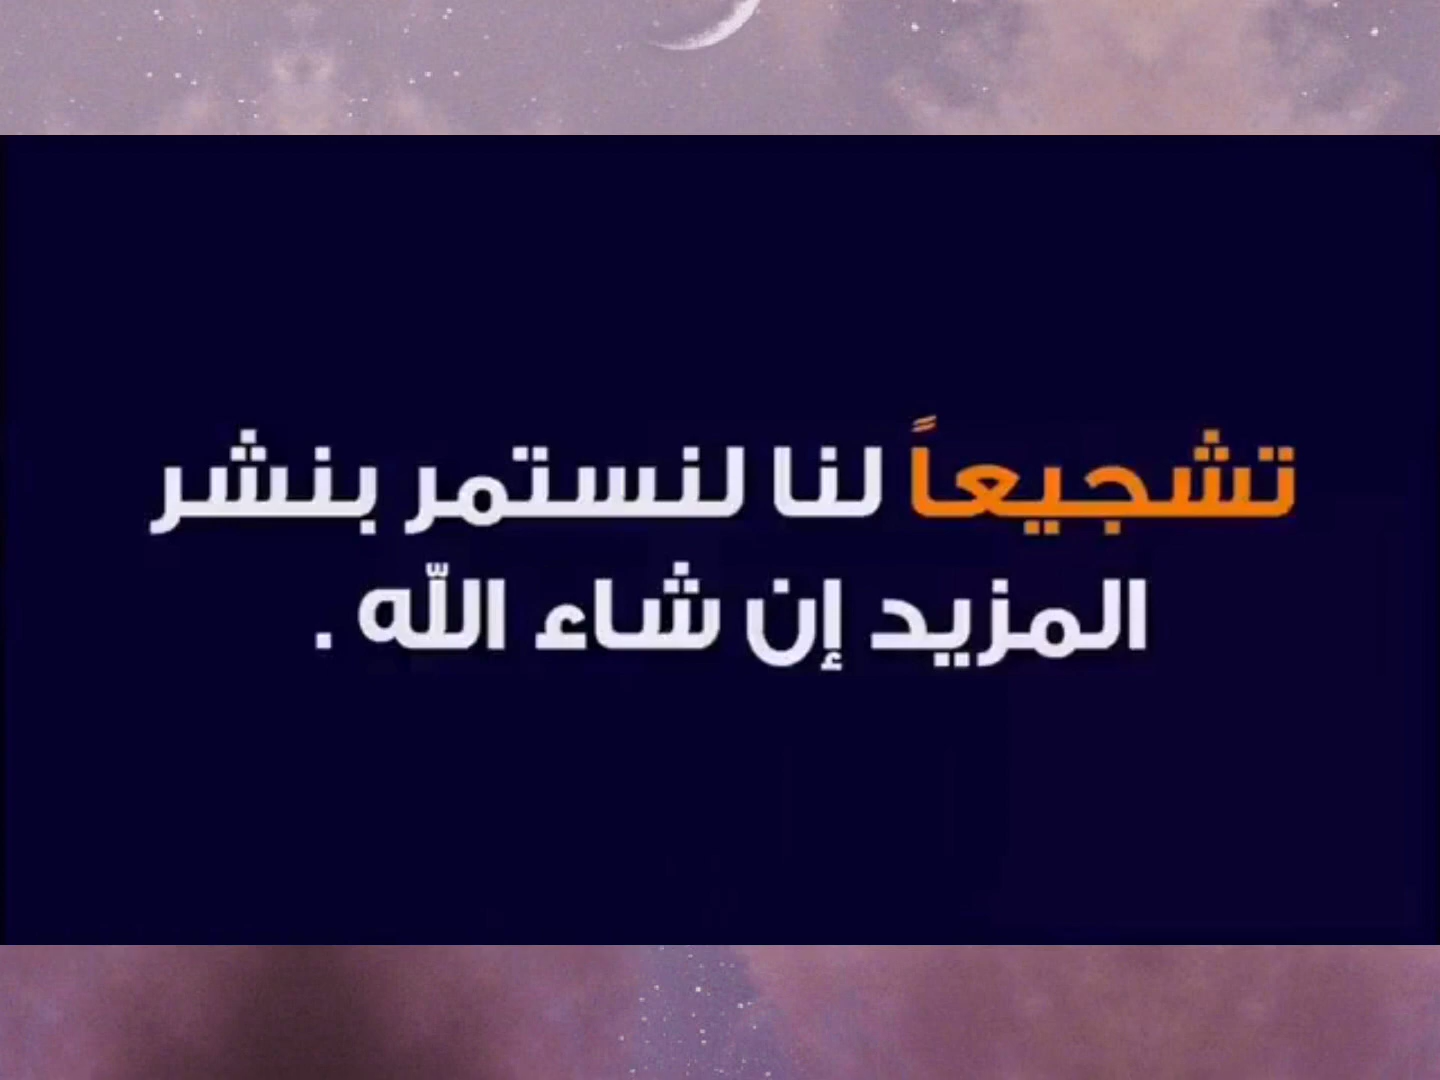 تشجيعاً لنا لنستمر بنشر
المزيد إن شاء اللّه .